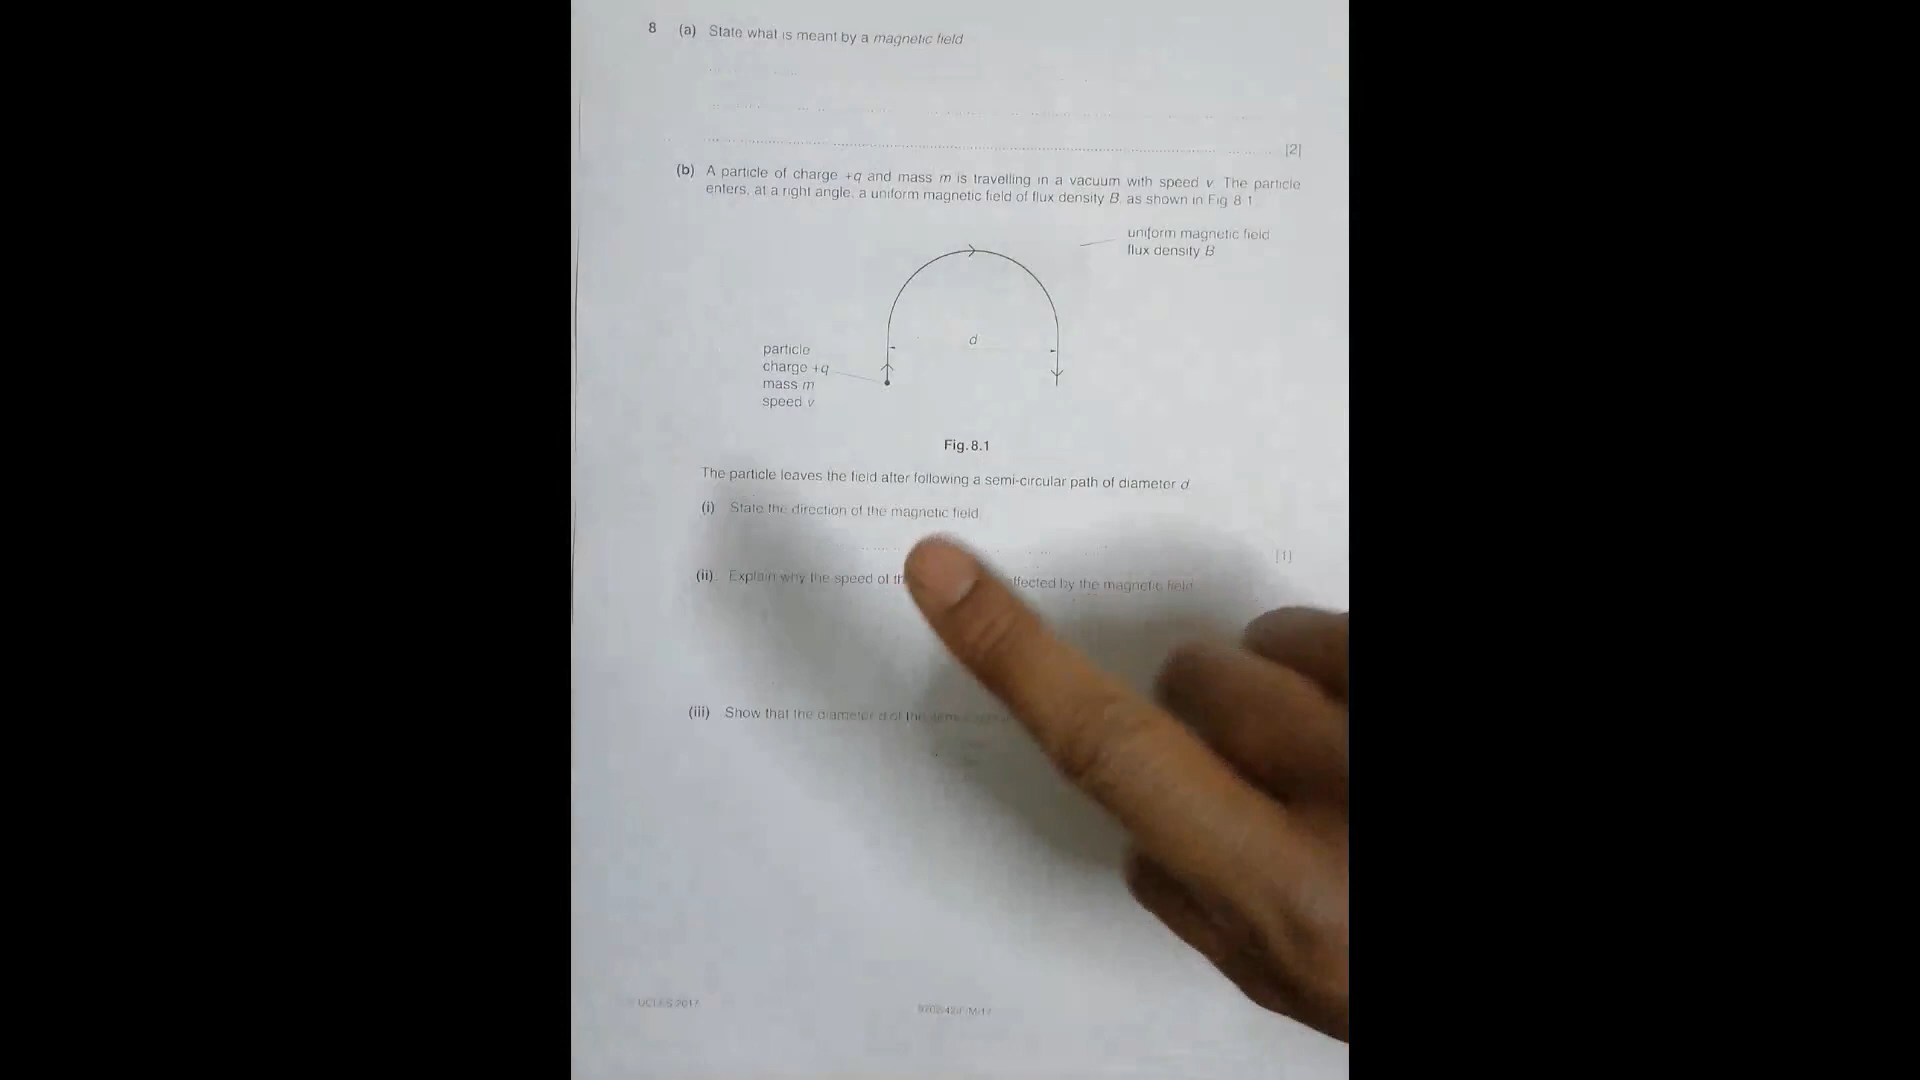 8 (a) State what is meant by a magnetic field
[2]
(b) A particle of charge +q and mass m is travelling in a vacuum with speed v The particle
enters, at a right angle, a uniform magnetic field of flux density B, as shown in Fig 8 1
uniform magnetic field
flux density B
d
particle
charge +q
mass m
speed v
Fig. 8.1
The particle leaves the field after following a semi-circular path of diameter d
(i) State the direction of the magnetic field
[1]
(ii). Explain why the speed of th ffected by the magnetic field
(iii) Show that the diameter d of the
UCLES 2017